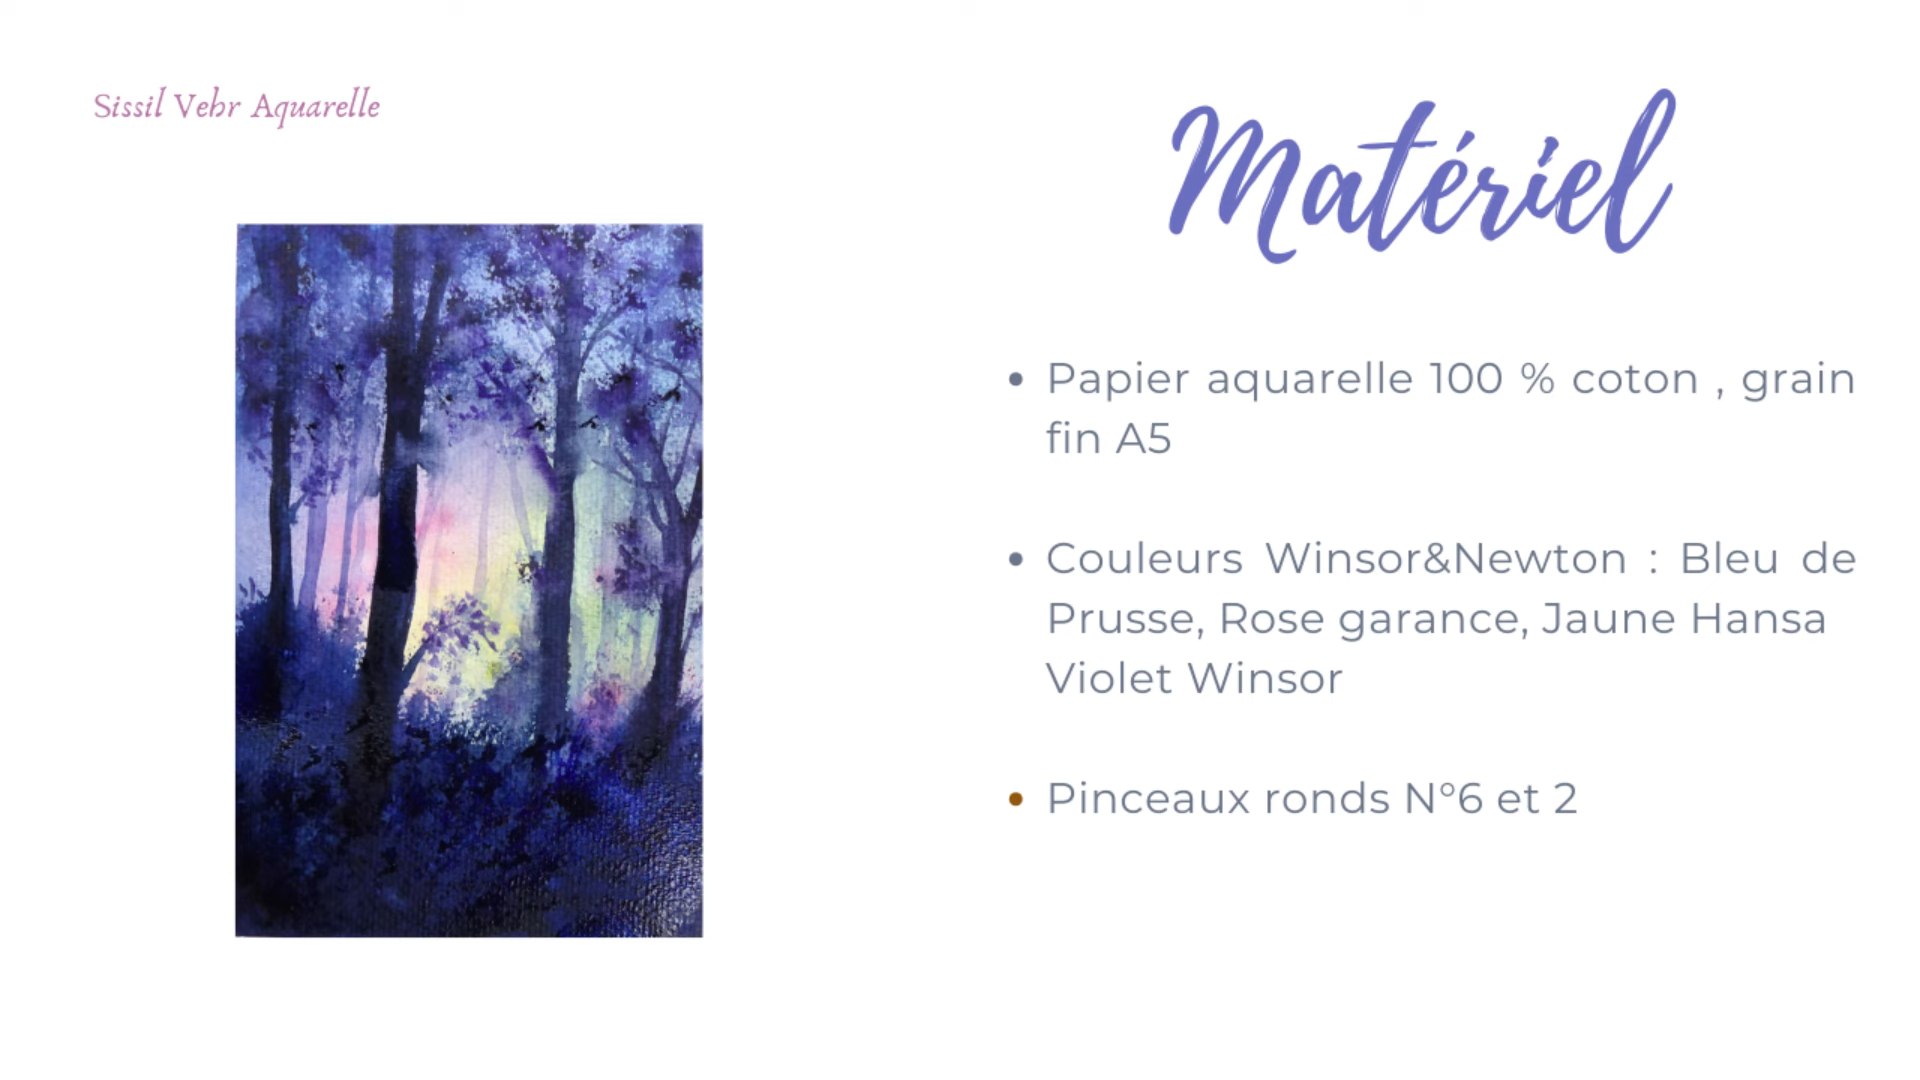 Sissil Vehr Aquarelle
Matériel
• Papier aquarelle 100 % coton , grain
fin A5
• Couleurs Winsor&Newton : Bleu de
Prusse, Rose garance, Jaune Hansa
Violet Winsor
• Pinceaux ronds N°6 et 2